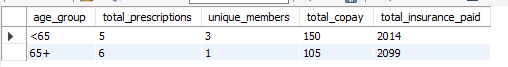 age_group total_prescriptions unique_members total_copay total_insurance_paid
<65 5 3 150 2014
65+ 6 1 105 2099